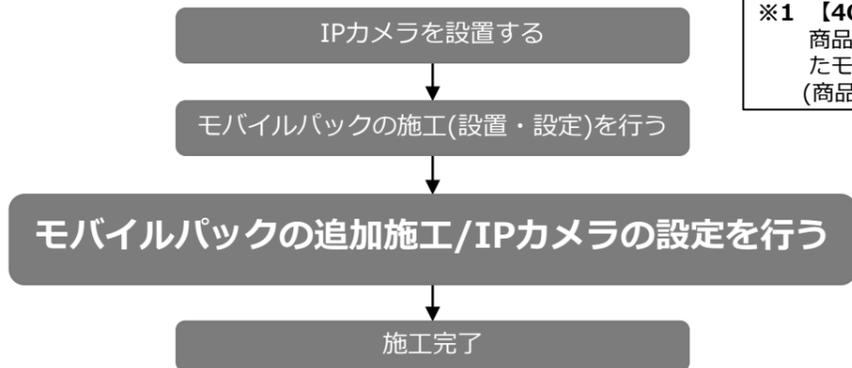 IPカメラを設置する
※1 【4
商品
たモ
(商品
モバイルパックの施工(設置・設定)を行う
モバイルパックの追加施工/IPカメラの設定を行う
施工完了